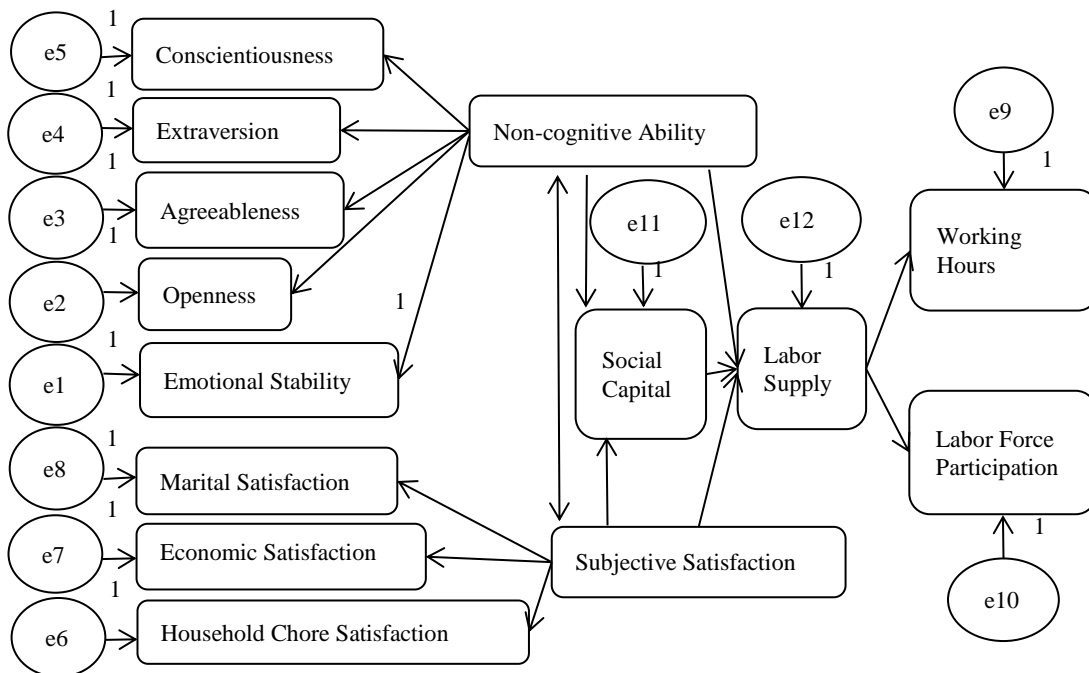 1
e5
Conscientiousness
1
e4
Extraversion
1
e3
Agreeableness
1
e2
Openness
1
e1
Emotional Stability
1
e8
Marital Satisfaction
1
e7
Economic Satisfaction
1
e6
Household Chore Satisfaction
Non-cognitive Ability
1
e11
1
Social
Capital
e12
1
Labor
Supply
Subjective Satisfaction
e9
1
Working
Hours
Labor Force
Participation
1
e10